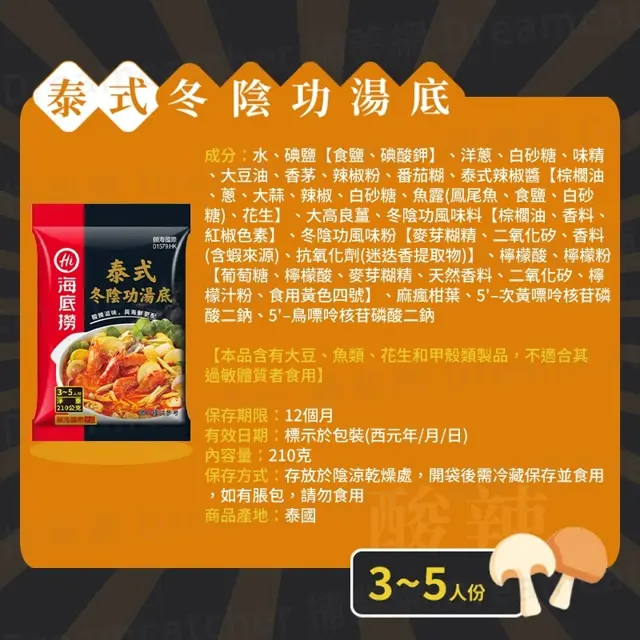 泰式冬陰功湯底
成分：水、碘鹽【食鹽、碘酸鉀】、洋蔥、白砂糖、味精
、大豆油、香茅、辣椒粉、番茄糊、泰式辣椒醬【棕櫚油
、蔥、大蒜、辣椒、白砂糖、魚露(鳳尾魚、食鹽、白砂
糖)、花生】、大高良薑、冬陰功風味料【棕櫚油、香料、
紅椒色素】、冬陰功風味粉【麥芽糊精、二氧化矽、香料
(含蝦來源)、抗氧化劑(迷迭香提取物)】、檸檬酸、檸檬粉
【葡萄糖、檸檬酸、麥芽糊精、天然香料、二氧化矽、檸
檬汁粉、食用黃色四號】、麻瘋柑葉、5'–次黃嘌呤核苷磷
酸二鈉、5'–鳥嘌呤核苷磷酸二鈉
【本品含有大豆、魚類、花生和甲殼類製品，不適合其
過敏體質者食用】
保存期限：12個月
有效日期：標示於包裝(西元年/月/日)
內容量：210克
保存方式：存放於陰涼乾燥處，開袋後需冷藏保存並食用
，如有脹包，請勿食用
商品產地：泰國
頤海國際
01579.HK
Hi
海底撈
泰式
冬陰功湯底
3~5人份
淨重
210公克
酸辣
3~5人份